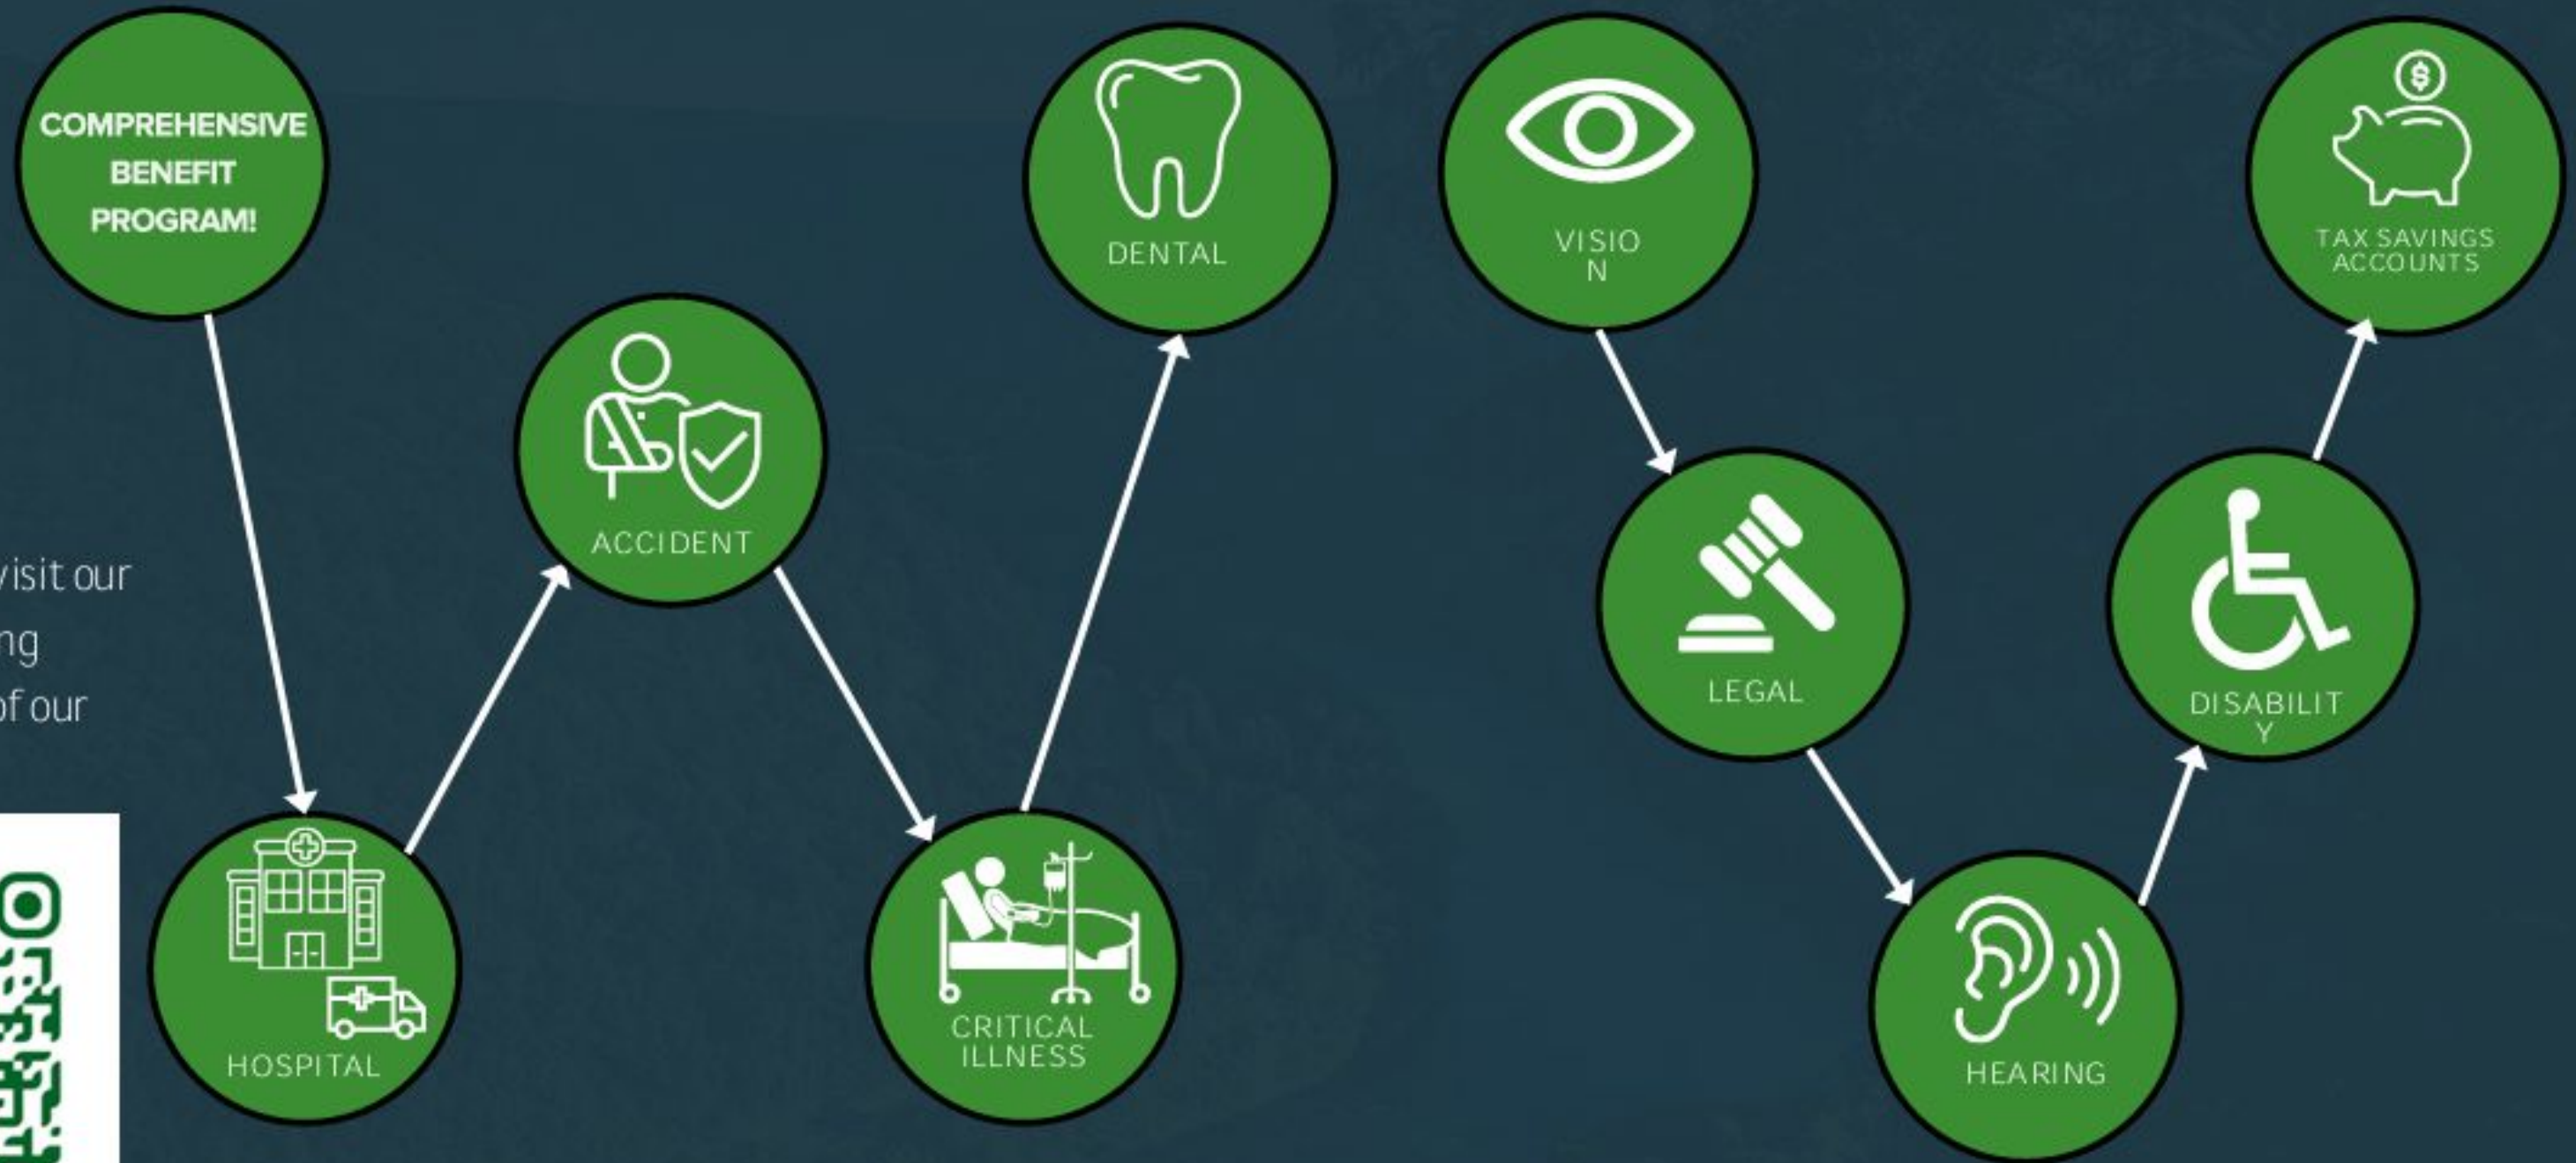 COMPREHENSIVE
BENEFIT
PROGRAM!
visit our
ng
of our
HOSPITAL
ACCIDENT
CRITICAL
ILLNESS
DENTAL
VISIO
N
LEGAL
HEARING
DISABILIT
Y
$
TAX SAVINGS
ACCOUNTS